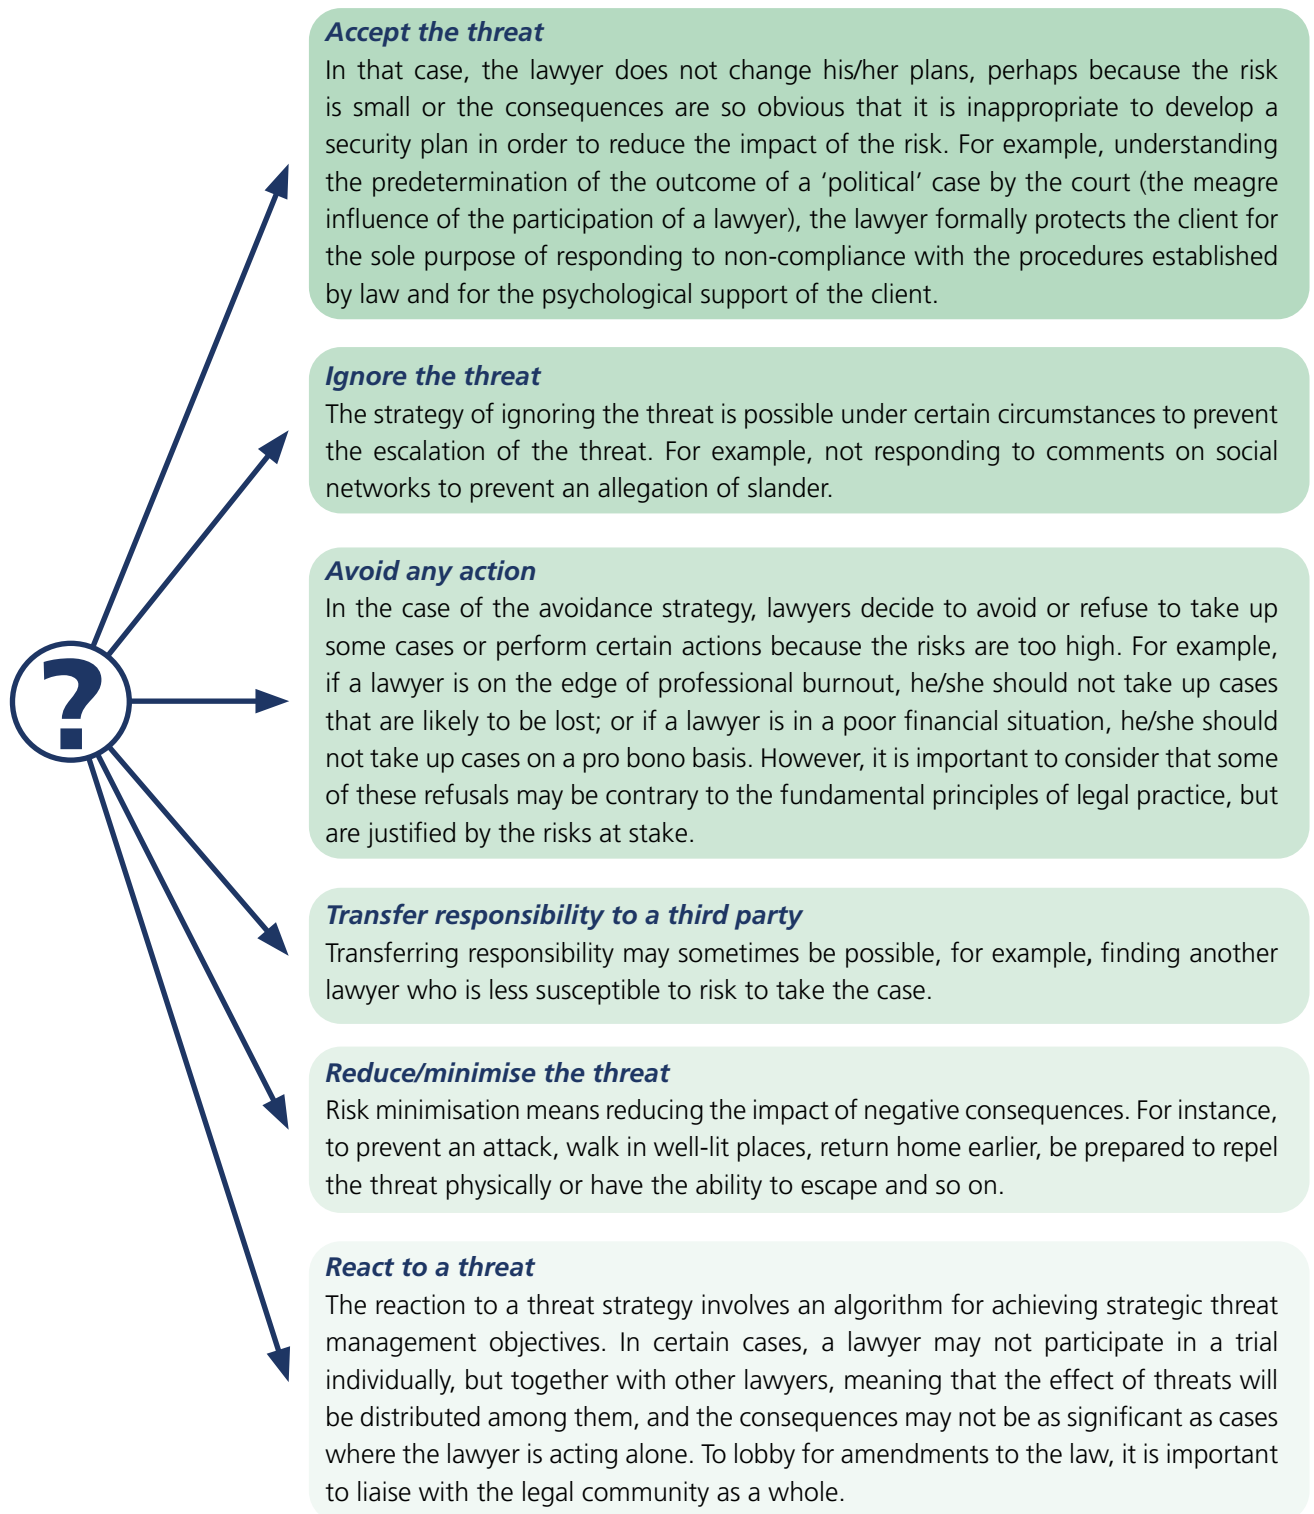 Accept the threat
In that case, the lawyer does not change his/her plans, perhaps because the risk
is small or the consequences are so obvious that it is inappropriate to develop a
security plan in order to reduce the impact of the risk. For example, understanding
the predetermination of the outcome of a ‘political’ case by the court (the meagre
influence of the participation of a lawyer), the lawyer formally protects the client for
the sole purpose of responding to non-compliance with the procedures established
by law and for the psychological support of the client.
Ignore the threat
The strategy of ignoring the threat is possible under certain circumstances to prevent
the escalation of the threat. For example, not responding to comments on social
networks to prevent an allegation of slander.
Avoid any action
In the case of the avoidance strategy, lawyers decide to avoid or refuse to take up
some cases or perform certain actions because the risks are too high. For example,
if a lawyer is on the edge of professional burnout, he/she should not take up cases
that are likely to be lost; or if a lawyer is in a poor financial situation, he/she should
not take up cases on a pro bono basis. However, it is important to consider that some
of these refusals may be contrary to the fundamental principles of legal practice, but
are justified by the risks at stake.
?
Transfer responsibility to a third party
Transferring responsibility may sometimes be possible, for example, finding another
lawyer who is less susceptible to risk to take the case.
Reduce/minimise the threat
Risk minimisation means reducing the impact of negative consequences. For instance,
to prevent an attack, walk in well-lit places, return home earlier, be prepared to repel
the threat physically or have the ability to escape and so on.
React to a threat
The reaction to a threat strategy involves an algorithm for achieving strategic threat
management objectives. In certain cases, a lawyer may not participate in a trial
individually, but together with other lawyers, meaning that the effect of threats will
be distributed among them, and the consequences may not be as significant as cases
where the lawyer is acting alone. To lobby for amendments to the law, it is important
to liaise with the legal community as a whole.